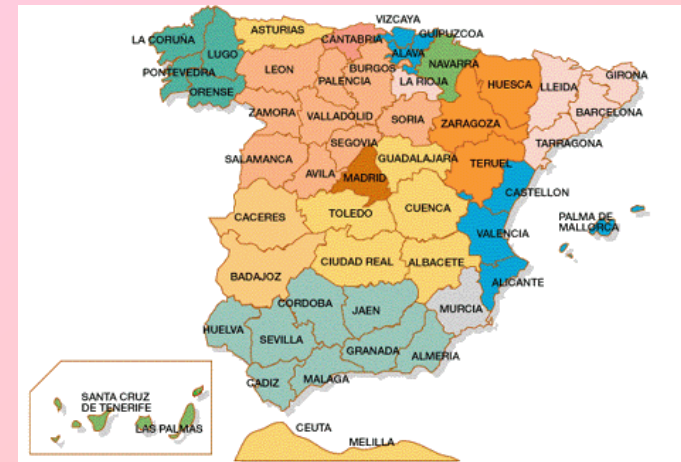 VIZCAYA
ASTURIAS
GUIPUZCOA
LA CORUÑA
CANTABRIA
LUGO
ALAVA
NAVARRA
PONTEVEDRA
LEON
BURGOS
PALENCIA
LA RIOJA
HUESCA
LLEIDA
GIRONA
ORENSE
ZAMORA
VALLADOLID
SORIA
ZARAGOZA
BARCELONA
SEGOVIA
TARRAGONA
SALAMANCA
GUADALAJARA
TERUEL
AVILA
MADRID
CASTELLON
CACERES
TOLEDO
CUENCA
PALMA DE
MALLORCA
VALENCIA
CIUDAD REAL
ALBACETE
BADAJOZ
ALICANTE
CORDOBA
JAEN
MURCIA
HUELVA
SEVILLA
GRANADA
ALMERIA
CADIZ
MALAGA
SANTA CRUZ
DE TENERIFE
LAS PALMAS
CEUTA
MELILLA